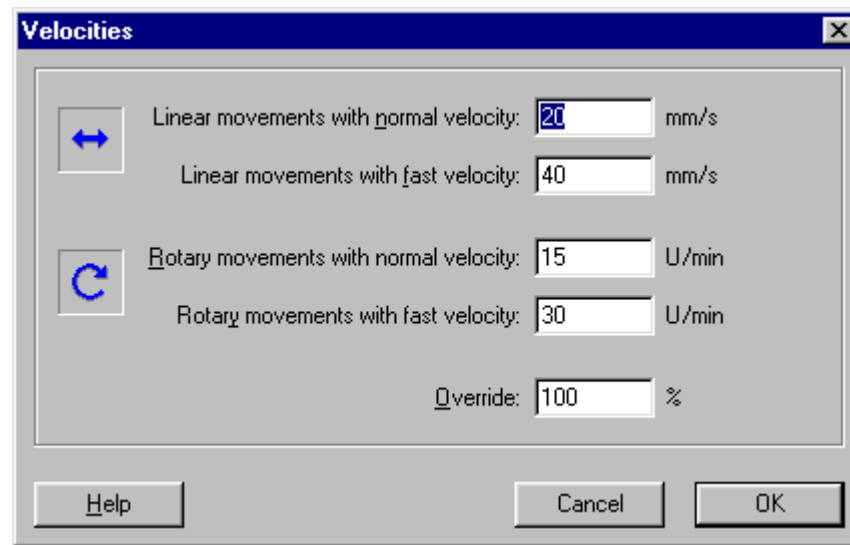 Velocities
Linear movements with normal velocity: 20 mm/s
Linear movements with fast velocity: 40 mm/s
Rotary movements with normal velocity: 15 U/min
Rotary movements with fast velocity: 30 U/min
Override: 100 %
Help Cancel OK